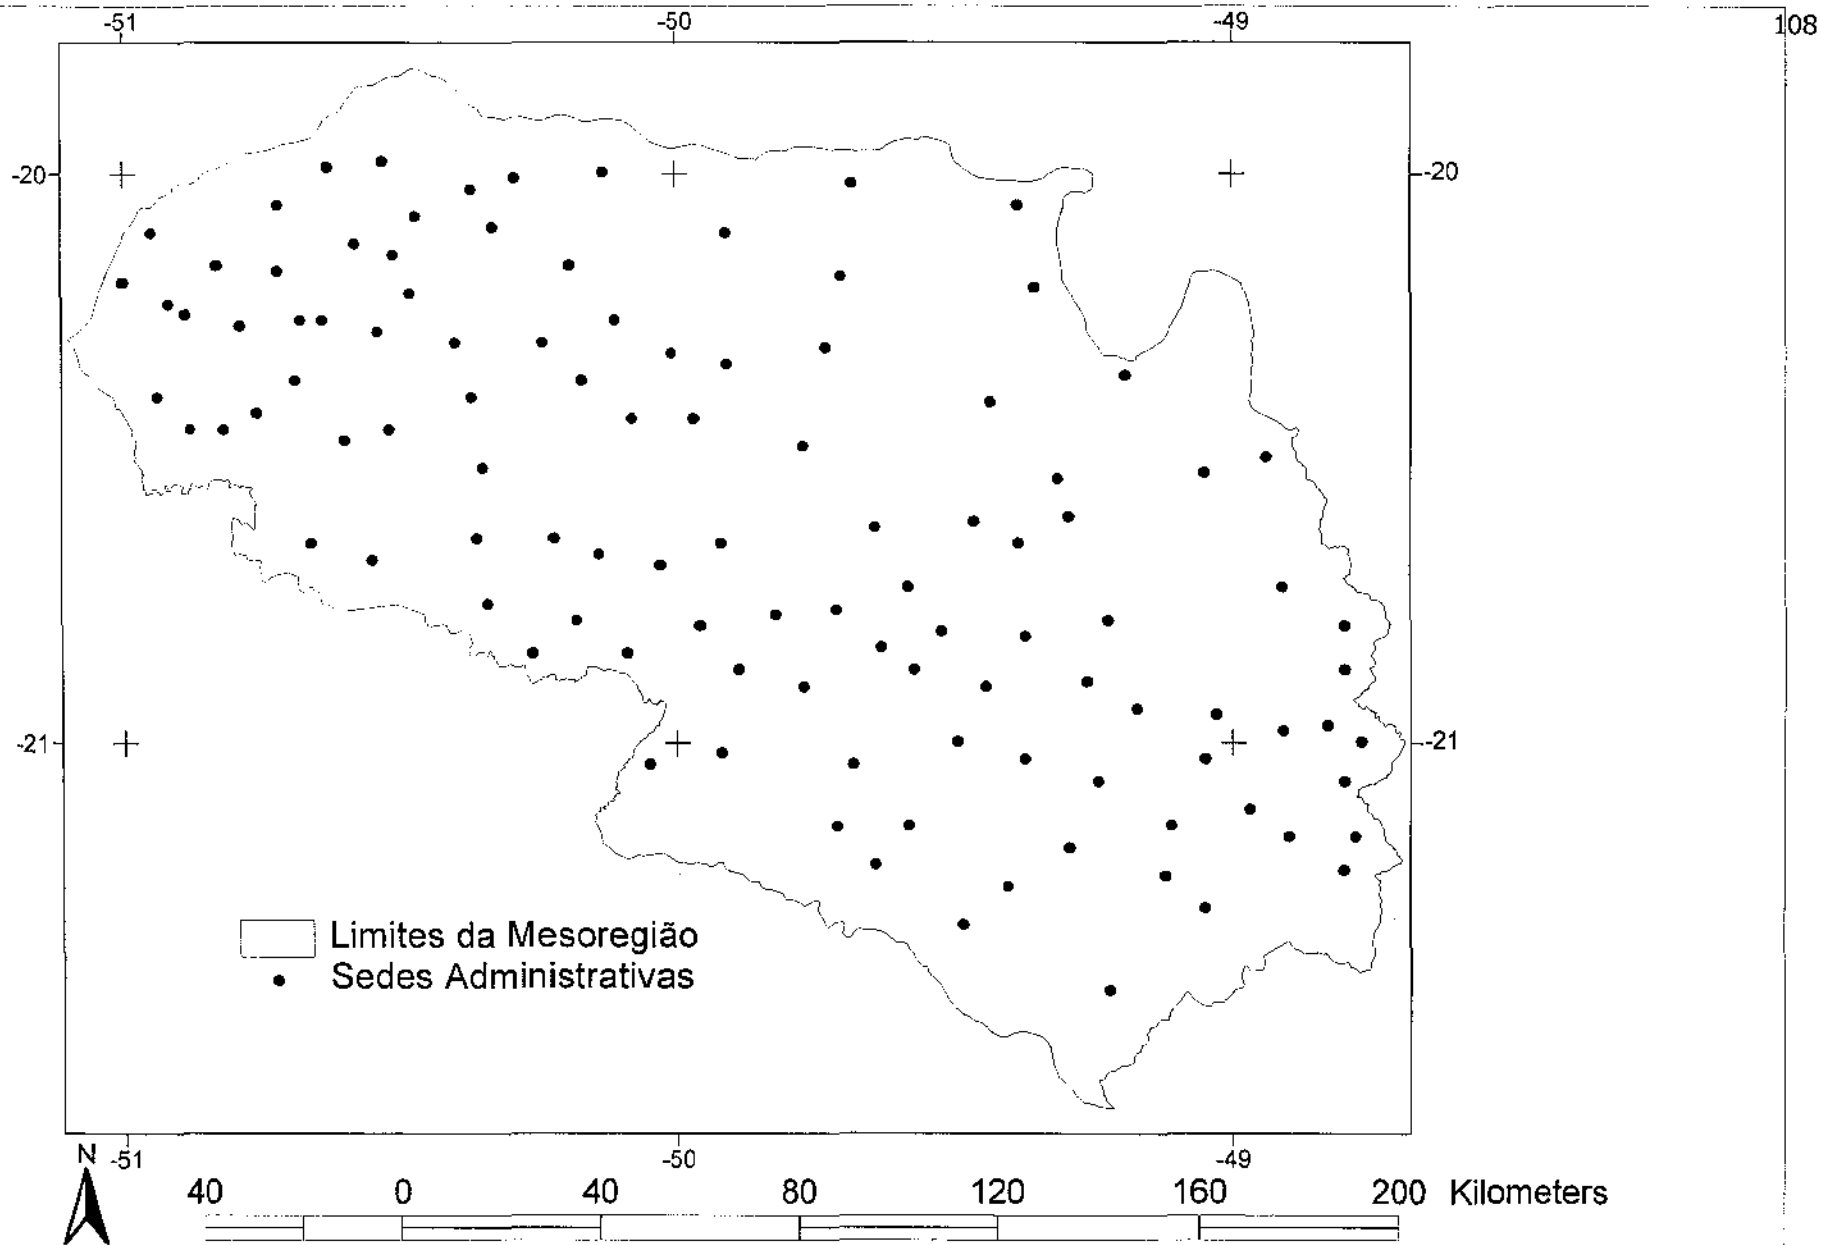 -51 -50 -49 108
-20 -20
-21 -21
Limites da Mesoregião
Sedes Administrativas
N -51 -50 -49
40 0 40 80 120 160 200 Kilometers